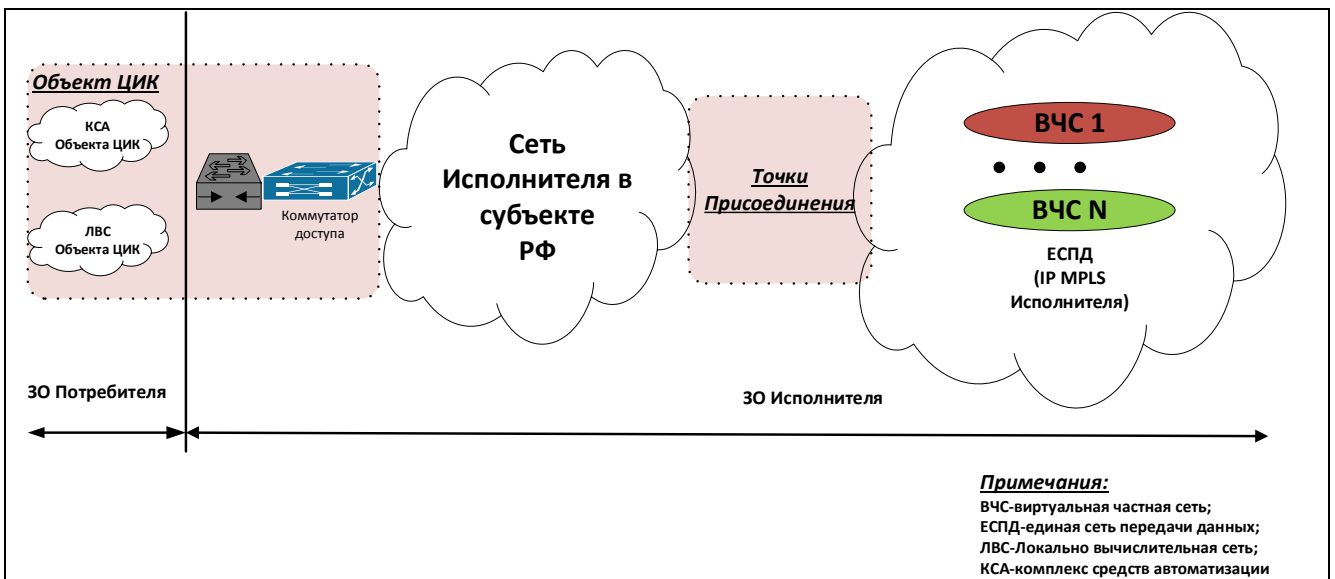 Объект ЦИК
КСА
Объекта ЦИК
ЛВС
Объекта ЦИК
Коммутатор
доступа
Сеть
Исполнителя в
субъекте
РФ
Точки
Присоединения
ВЧС 1
ВЧС N
ЕСПД
(IP MPLS
Исполнителя)
ЗО Потребителя
ЗО Исполнителя
Примечания:
ВЧС-виртуальная частная сеть;
ЕСПД-единая сеть передачи данных;
ЛВС-Локально вычислительная сеть;
КСА-комплекс средств автоматизации